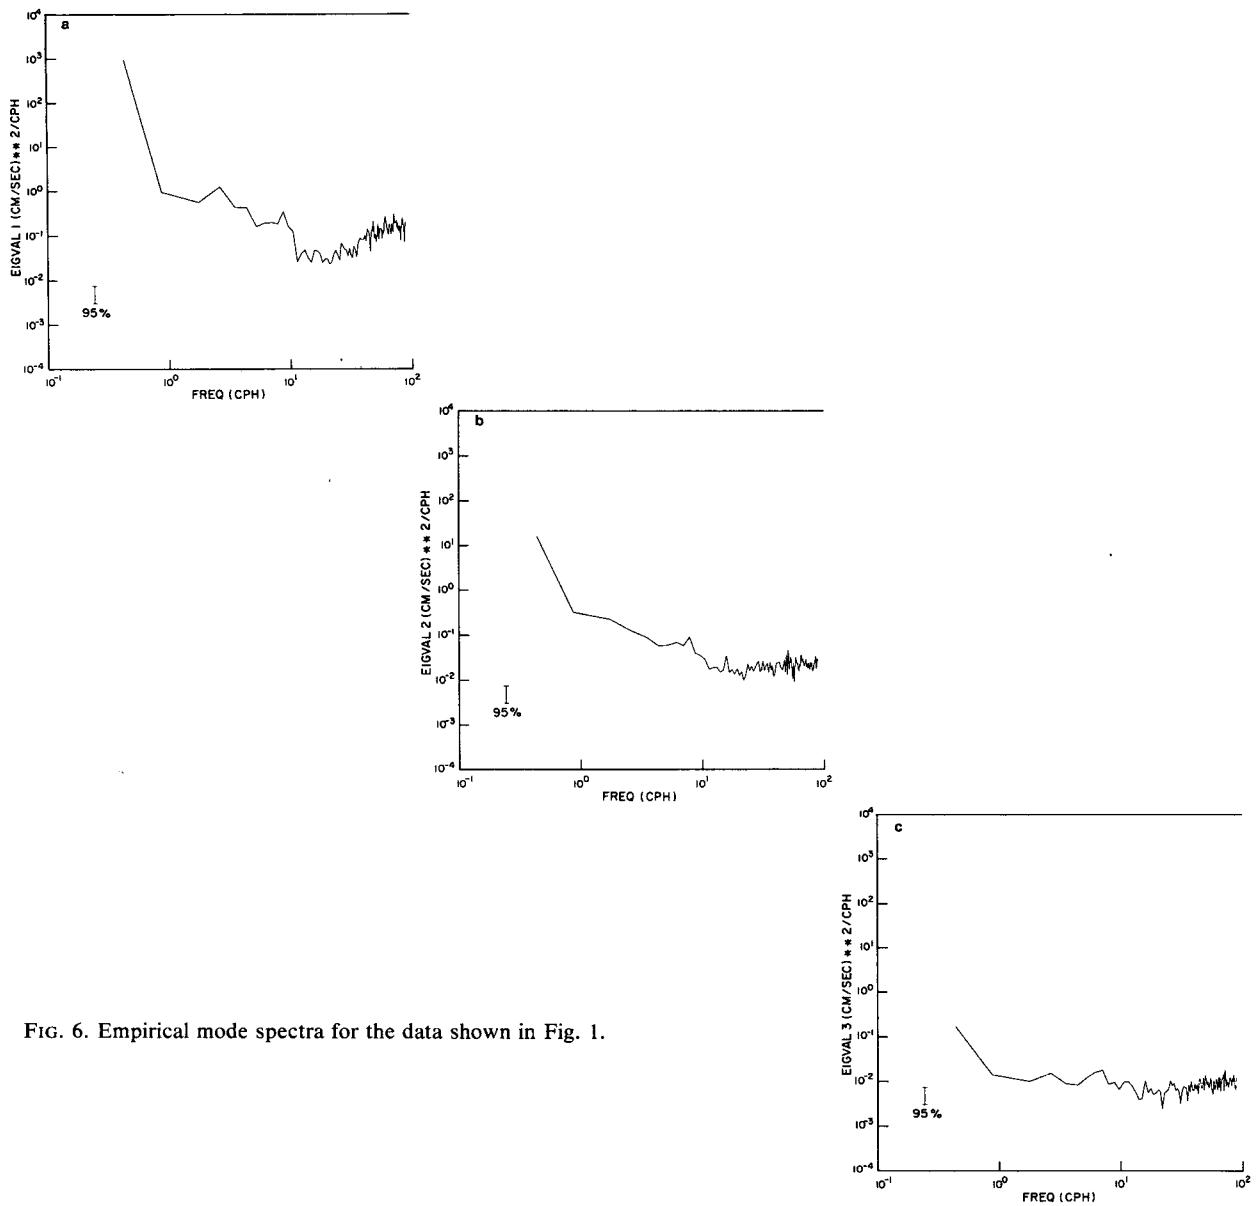 a
10⁴
10³
10²
10¹
10⁰
10⁻¹
10⁻²
10⁻³
10⁻⁴
EIGVAL 1 (CM/SEC)**2/CPH
95%
10⁻¹ 10⁰ 10¹ 10²
FREQ (CPH)
b
10⁴
10³
10²
10¹
10⁰
10⁻¹
10⁻²
10⁻³
10⁻⁴
EIGVAL 2 (CM/SEC)**2/CPH
95%
10⁻¹ 10⁰ 10¹ 10²
FREQ (CPH)
c
10⁴
10³
10²
10¹
10⁰
10⁻¹
10⁻²
10⁻³
10⁻⁴
EIGVAL 3 (CM/SEC)**2/CPH
95%
10⁻¹ 10⁰ 10¹ 10²
FREQ (CPH)
FIG. 6. Empirical mode spectra for the data shown in Fig. 1.